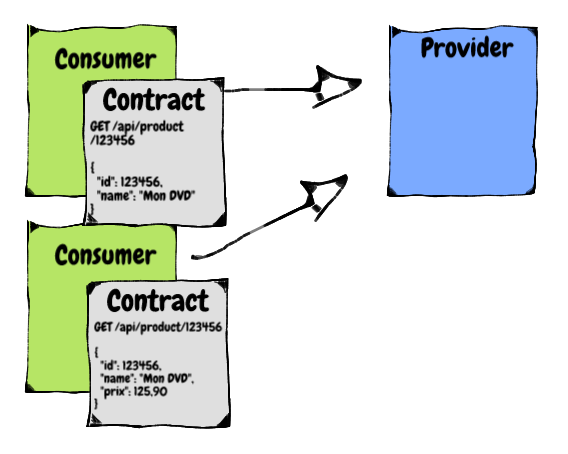 Consumer
Contract
GET /api/product
/123456
{
"id": 123456,
"name": "Mon DVD"
}
Provider
Consumer
Contract
GET /api/product/123456
{
"id": 123456,
"name": "Mon DVD",
"prix": 125,90
}